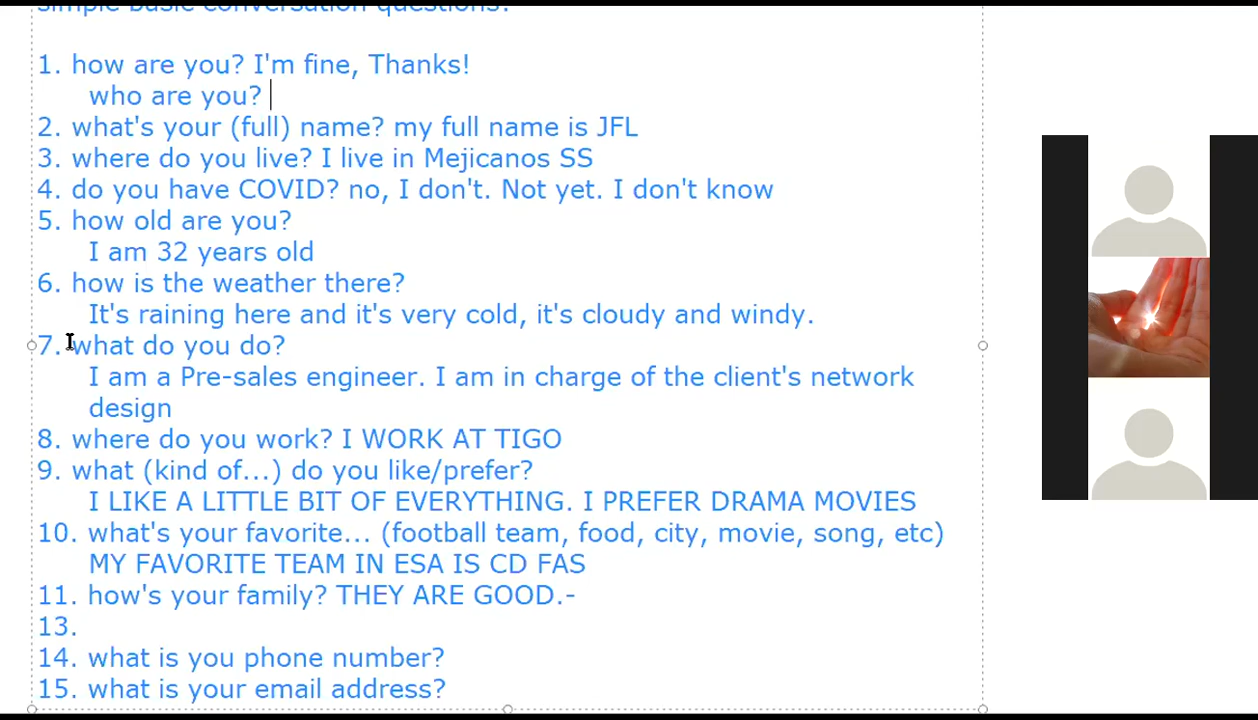 simple basic conversation questions?
1. how are you? I'm fine, Thanks!
who are you?
2. what's your (full) name? my full name is JFL
3. where do you live? I live in Mejicanos SS
4. do you have COVID? no, I don't. Not yet. I don't know
5. how old are you?
I am 32 years old
6. how is the weather there?
It's raining here and it's very cold, it's cloudy and windy.
7. what do you do?
I am a Pre-sales engineer. I am in charge of the client's network
design
8. where do you work? I WORK AT TIGO
9. what (kind of...) do you like/prefer?
I LIKE A LITTLE BIT OF EVERYTHING. I PREFER DRAMA MOVIES
10. what's your favorite... (football team, food, city, movie, song, etc)
MY FAVORITE TEAM IN ESA IS CD FAS
11. how's your family? THEY ARE GOOD.-
13.
14. what is you phone number?
15. what is your email address?